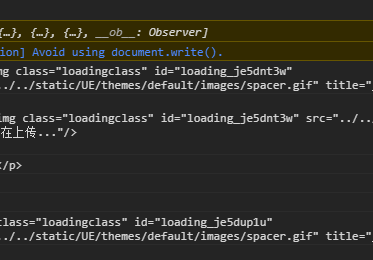 {…}, {…}, {…}, __ob__: Observer]
tion] Avoid using document.write().
mg class="loadingclass" id="loading_je5dnt3w"
./../static/UE/themes/default/images/spacer.gif" title="
img class="loadingclass" id="loading_je5dnt3w" src="../..
在上传..."/>
</p>
class="loadingclass" id="loading_je5dup1u"
./../static/UE/themes/default/images/spacer.gif" title="